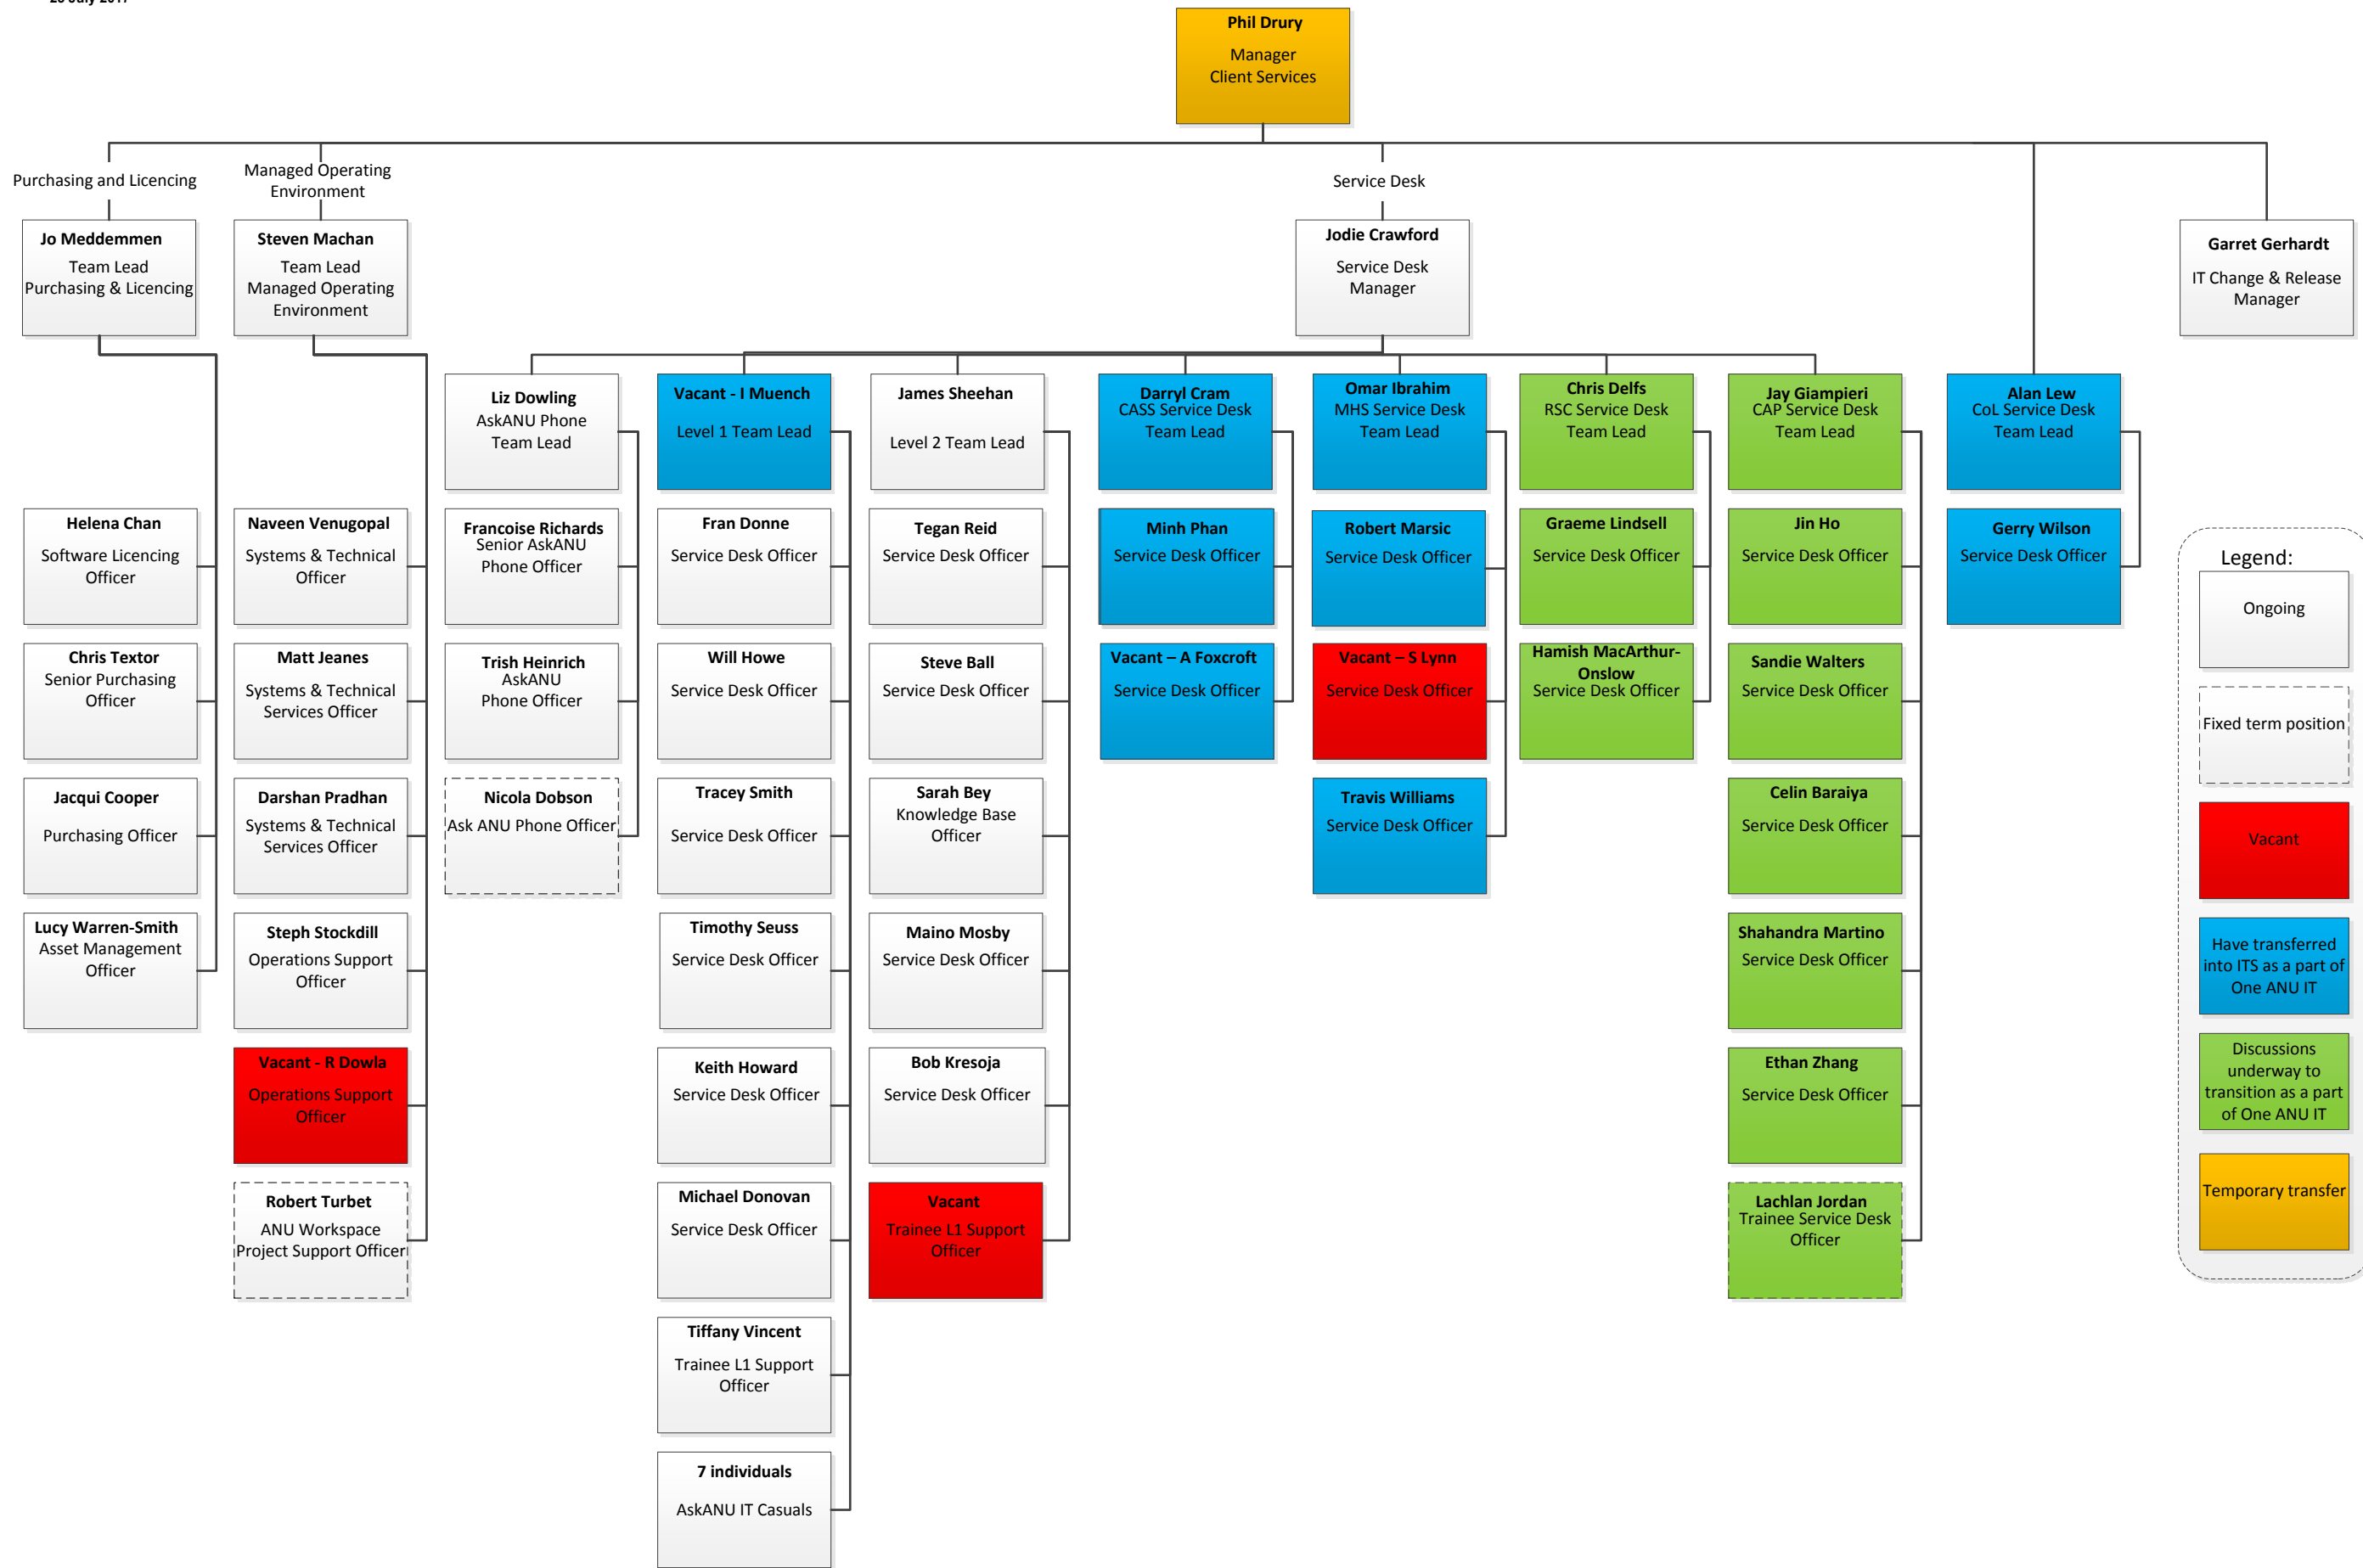 25 July 2017
Phil Drury
Manager
Client Services
Purchasing and Licencing
Managed Operating
Environment
Service Desk
Jo Meddemmen
Team Lead
Purchasing & Licencing
Steven Machan
Team Lead
Managed Operating
Environment
Jodie Crawford
Service Desk
Manager
Garret Gerhardt
IT Change & Release
Manager
Liz Dowling
AskANU Phone
Team Lead
Vacant - I Muench
Level 1 Team Lead
James Sheehan
Level 2 Team Lead
Darryl Cram
CASS Service Desk
Team Lead
Omar Ibrahim
MHS Service Desk
Team Lead
Chris Delfs
RSC Service Desk
Team Lead
Jay Giampieri
CAP Service Desk
Team Lead
Alan Lew
CoL Service Desk
Team Lead
Helena Chan
Software Licencing
Officer
Naveen Venugopal
Systems & Technical
Officer
Francoise Richards
Senior AskANU
Phone Officer
Fran Donne
Service Desk Officer
Tegan Reid
Service Desk Officer
Minh Phan
Service Desk Officer
Robert Marsic
Service Desk Officer
Graeme Lindsell
Service Desk Officer
Jin Ho
Service Desk Officer
Gerry Wilson
Service Desk Officer
Chris Textor
Senior Purchasing
Officer
Matt Jeanes
Systems & Technical
Services Officer
Trish Heinrich
AskANU
Phone Officer
Will Howe
Service Desk Officer
Steve Ball
Service Desk Officer
Vacant – A Foxcroft
Service Desk Officer
Vacant – S Lynn
Service Desk Officer
Hamish MacArthur-
Onslow
Service Desk Officer
Sandie Walters
Service Desk Officer
Jacqui Cooper
Purchasing Officer
Darshan Pradhan
Systems & Technical
Services Officer
Nicola Dobson
Ask ANU Phone Officer
Tracey Smith
Service Desk Officer
Sarah Bey
Knowledge Base
Officer
Travis Williams
Service Desk Officer
Celin Baraiya
Service Desk Officer
Lucy Warren-Smith
Asset Management
Officer
Steph Stockdill
Operations Support
Officer
Timothy Seuss
Service Desk Officer
Maino Mosby
Service Desk Officer
Shahandra Martino
Service Desk Officer
Vacant - R Dowla
Operations Support
Officer
Keith Howard
Service Desk Officer
Bob Kresoja
Service Desk Officer
Ethan Zhang
Service Desk Officer
Robert Turbet
ANU Workspace
Project Support Officer
Michael Donovan
Service Desk Officer
Vacant
Trainee L1 Support
Officer
Lachlan Jordan
Trainee Service Desk
Officer
Tiffany Vincent
Trainee L1 Support
Officer
7 individuals
AskANU IT Casuals
Legend:
Ongoing
Fixed term position
Vacant
Have transferred
into ITS as a part of
One ANU IT
Discussions
underway to
transition as a part
of One ANU IT
Temporary transfer